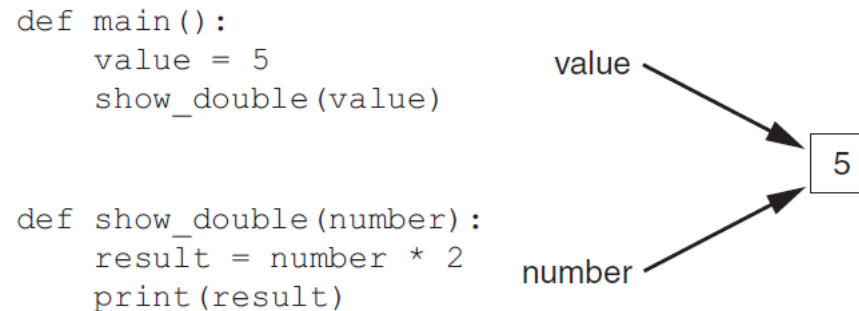 def main():
    value = 5
    show_double(value)
def show_double(number):
    result = number * 2
    print(result)
value
5
number